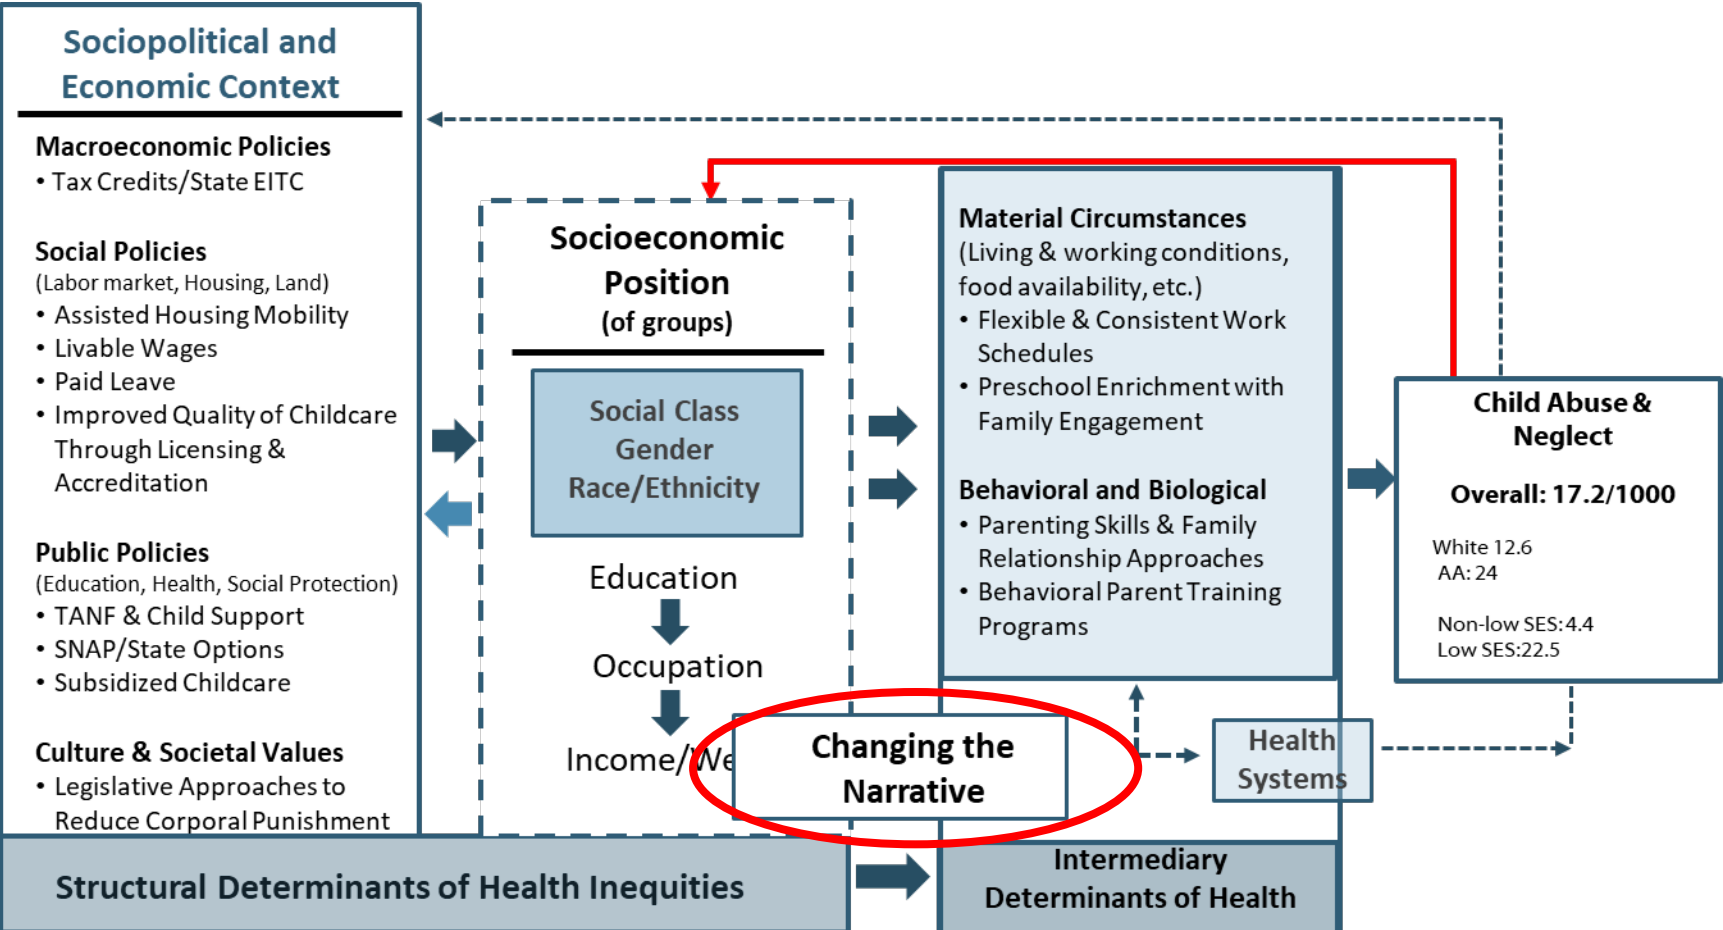 Sociopolitical and
Economic Context
Macroeconomic Policies
• Tax Credits/State EITC
Social Policies
(Labor market, Housing, Land)
• Assisted Housing Mobility
• Livable Wages
• Paid Leave
• Improved Quality of Childcare
Through Licensing &
Accreditation
Public Policies
(Education, Health, Social Protection)
• TANF & Child Support
• SNAP/State Options
• Subsidized Childcare
Culture & Societal Values
• Legislative Approaches to
Reduce Corporal Punishment
Structural Determinants of Health Inequities
Socioeconomic
Position
(of groups)
Social Class
Gender
Race/Ethnicity
Education
Occupation
Income/We
Changing the
Narrative
Material Circumstances
(Living & working conditions,
food availability, etc.)
• Flexible & Consistent Work
Schedules
• Preschool Enrichment with
Family Engagement
Behavioral and Biological
• Parenting Skills & Family
Relationship Approaches
• Behavioral Parent Training
Programs
Health
Systems
Intermediary
Determinants of Health
Child Abuse &
Neglect
Overall: 17.2/1000
White 12.6
AA: 24
Non-low SES: 4.4
Low SES:22.5